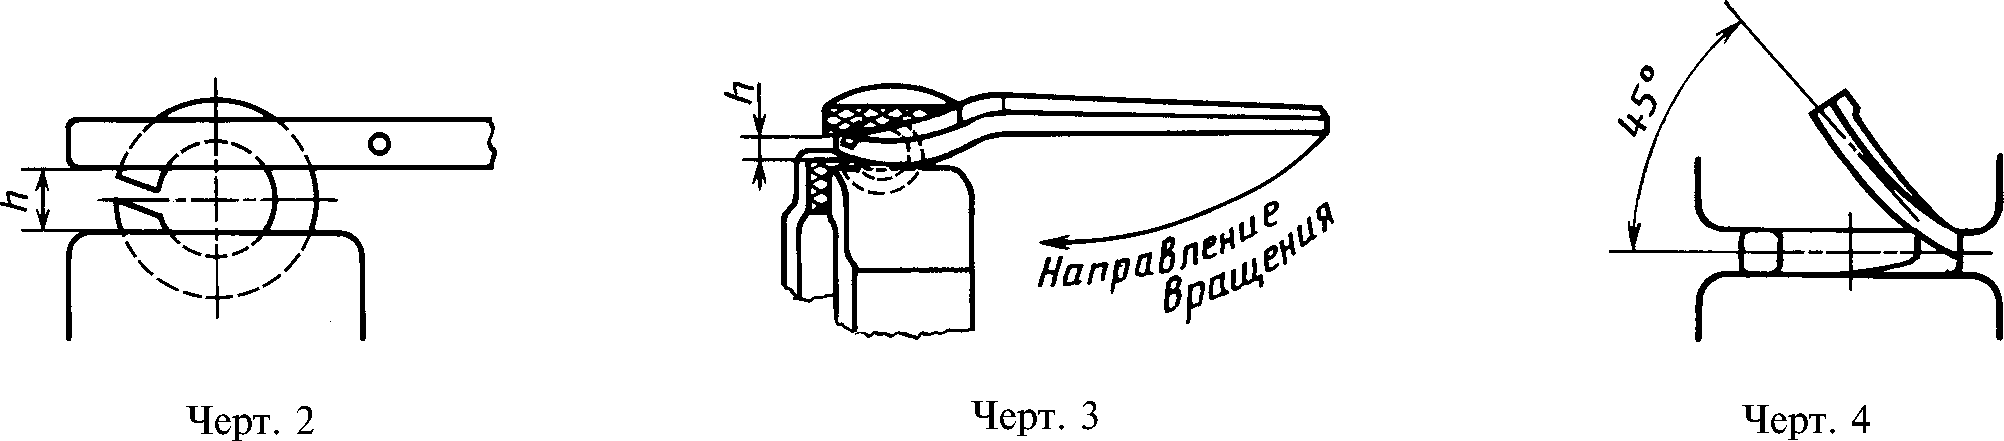 h
Черт. 2
h
Направление
вращения
Черт. 3
45°
Черт. 4